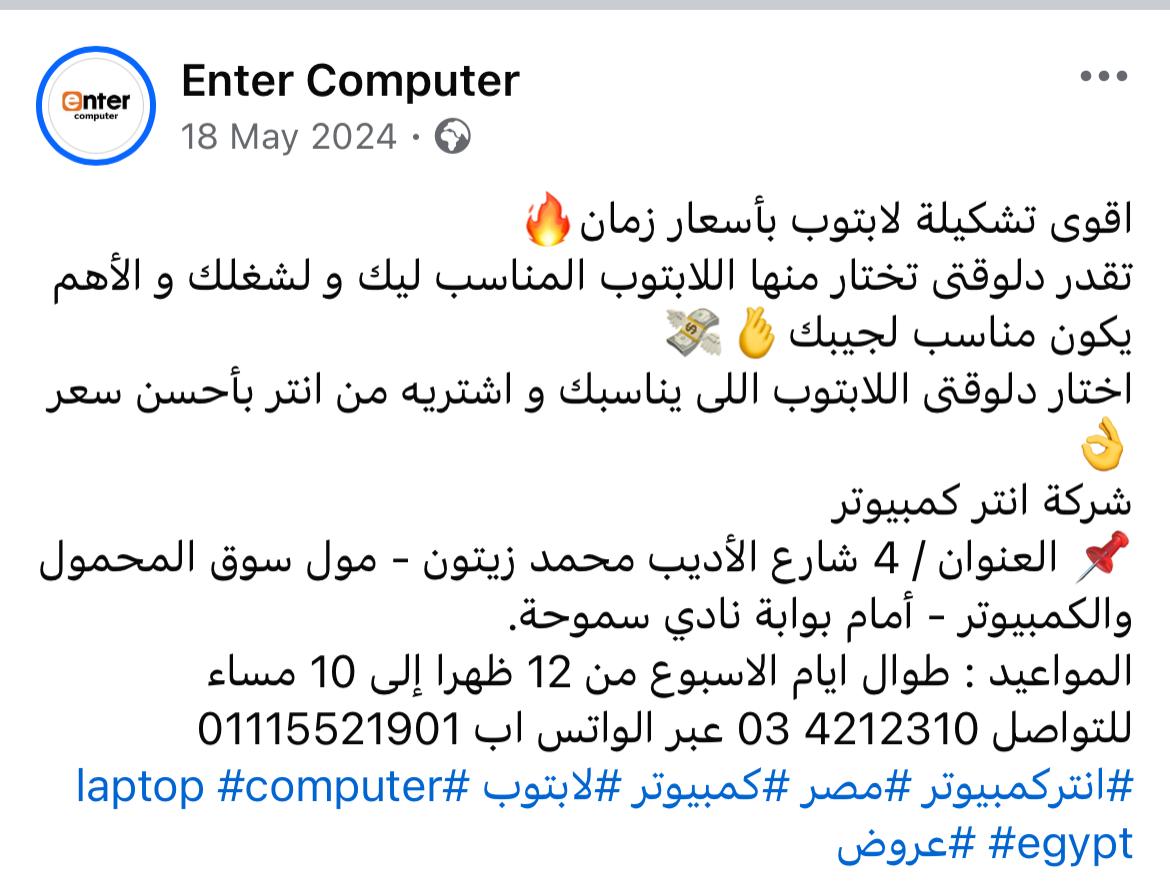 enter
computer
Enter Computer
18 May 2024 ·
اقوى تشكيلة لابتوب بأسعار زمان🔥
تقدر دلوقتى تختار منها اللابتوب المناسب ليك و لشغلك و الأهم
يكون مناسب لجيبك🫰💸
اختار دلوقتى اللابتوب اللى يناسبك و اشتريه من انتر بأحسن سعر
👌
شركة انتر كمبيوتر
📌 العنوان / 4 شارع الأديب محمد زيتون - مول سوق المحمول
والكمبيوتر - أمام بوابة نادي سموحة.
المواعيد : طوال ايام الاسبوع من 12 ظهرا إلى 10 مساء
للتواصل 4212310 03 عبر الواتس اب 01115521901
#انتركمبيوتر #مصر #كمبيوتر #لابتوب #laptop #computer
#egypt #عروض